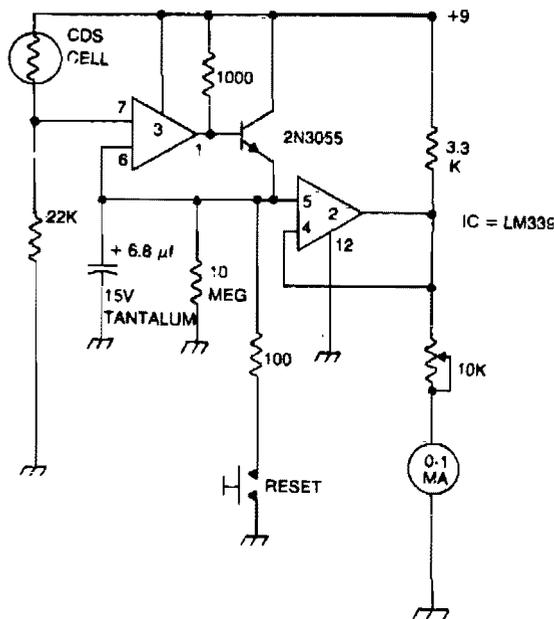 CDS
CELL
+9
1000
7
3
6
1
2N3055
3.3
K
5
4
2
12
IC = LM339
22K
+ 6.8 µf
15V
TANTALUM
10
MEG
100
10K
RESET
0-1
MA